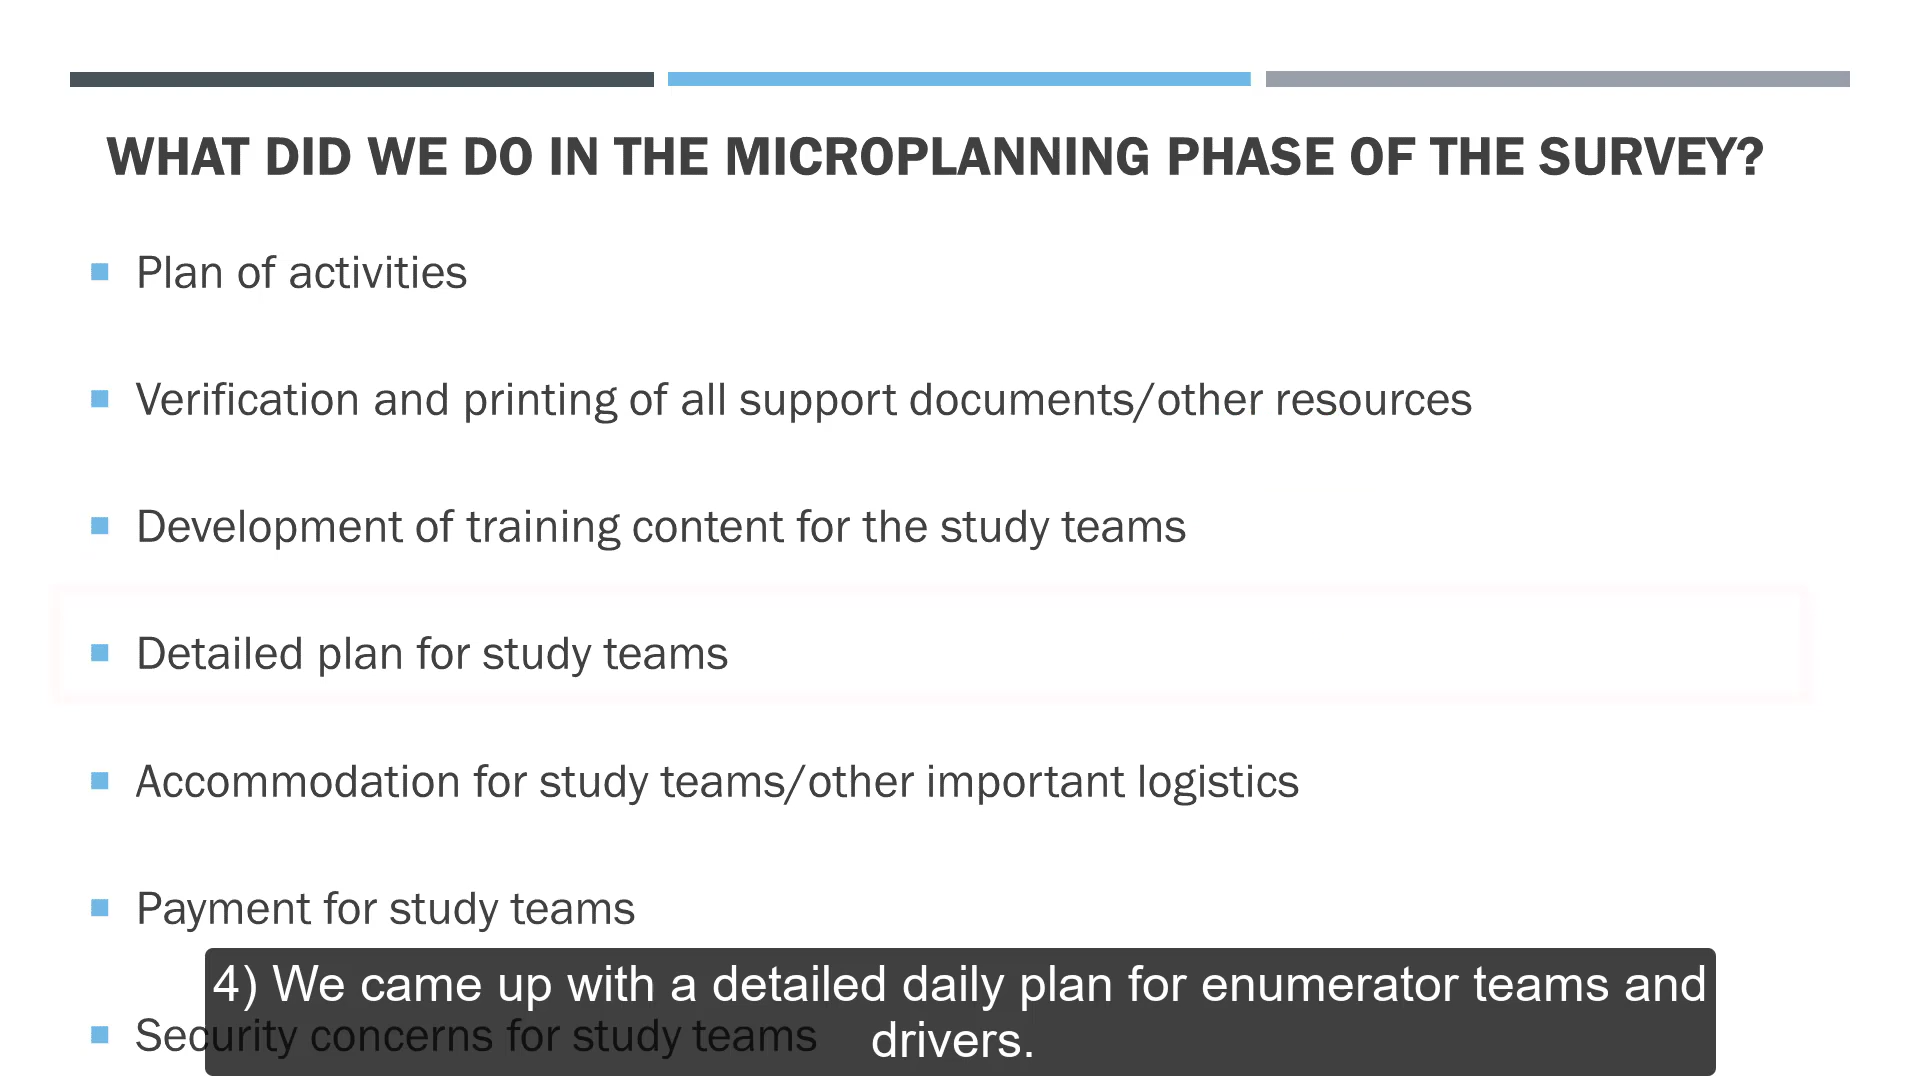 WHAT DID WE DO IN THE MICROPLANNING PHASE OF THE SURVEY?
Plan of activities
Verification and printing of all support documents/other resources
Development of training content for the study teams
Detailed plan for study teams
Accommodation for study teams/other important logistics
Payment for study teams
Security concerns for study teams
4) We came up with a detailed daily plan for enumerator teams and
drivers.